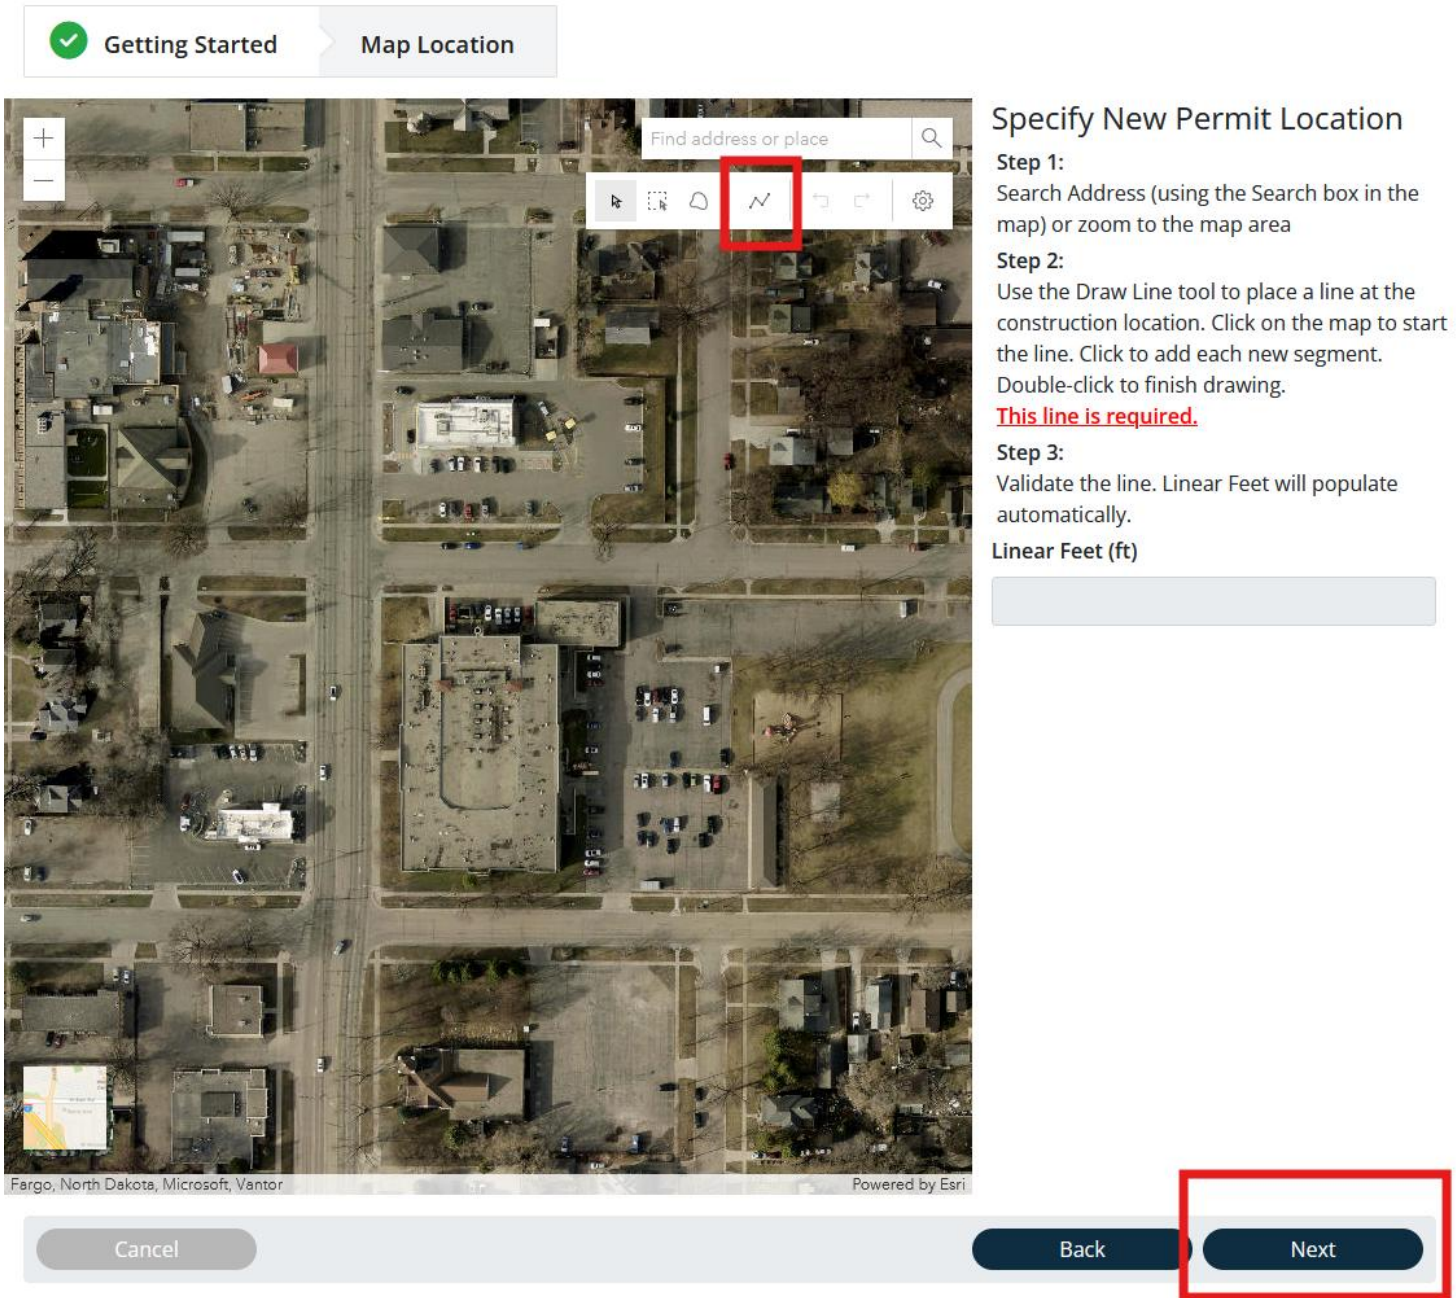 Getting Started
Map Location
Find address or place
Specify New Permit Location
Step 1:
Search Address (using the Search box in the
map) or zoom to the map area
Step 2:
Use the Draw Line tool to place a line at the
construction location. Click on the map to start
the line. Click to add each new segment.
Double-click to finish drawing.
This line is required.
Step 3:
Validate the line. Linear Feet will populate
automatically.
Linear Feet (ft)
Fargo, North Dakota, Microsoft, Vantor
Powered by Esri
Cancel
Back
Next